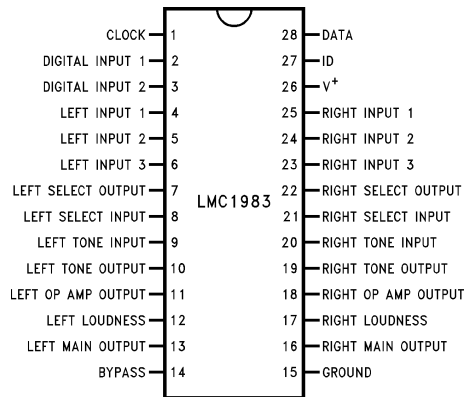 CLOCK 1 28 DATA
DIGITAL INPUT 1 2 27 ID
DIGITAL INPUT 2 3 26 V+
LEFT INPUT 1 4 25 RIGHT INPUT 1
LEFT INPUT 2 5 24 RIGHT INPUT 2
LEFT INPUT 3 6 23 RIGHT INPUT 3
LEFT SELECT OUTPUT 7 22 RIGHT SELECT OUTPUT
LMC1983
LEFT SELECT INPUT 8 21 RIGHT SELECT INPUT
LEFT TONE INPUT 9 20 RIGHT TONE INPUT
LEFT TONE OUTPUT 10 19 RIGHT TONE OUTPUT
LEFT OP AMP OUTPUT 11 18 RIGHT OP AMP OUTPUT
LEFT LOUDNESS 12 17 RIGHT LOUDNESS
LEFT MAIN OUTPUT 13 16 RIGHT MAIN OUTPUT
BYPASS 14 15 GROUND